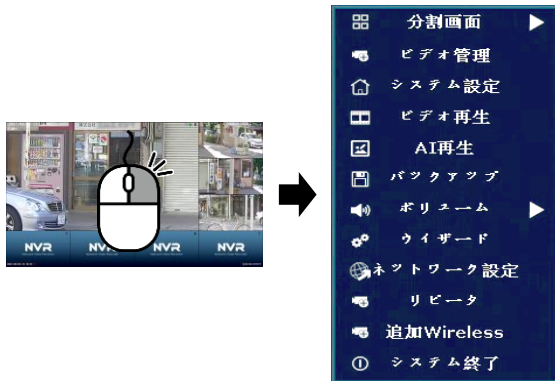 NVR
NVR
NVR
NVR
分割画面
ビデオ管理
システム設定
ビデオ再生
AI再生
バックアップ
ボリューム
ウイザード
ネットワーク設定
リピータ
追加Wireless
システム終了